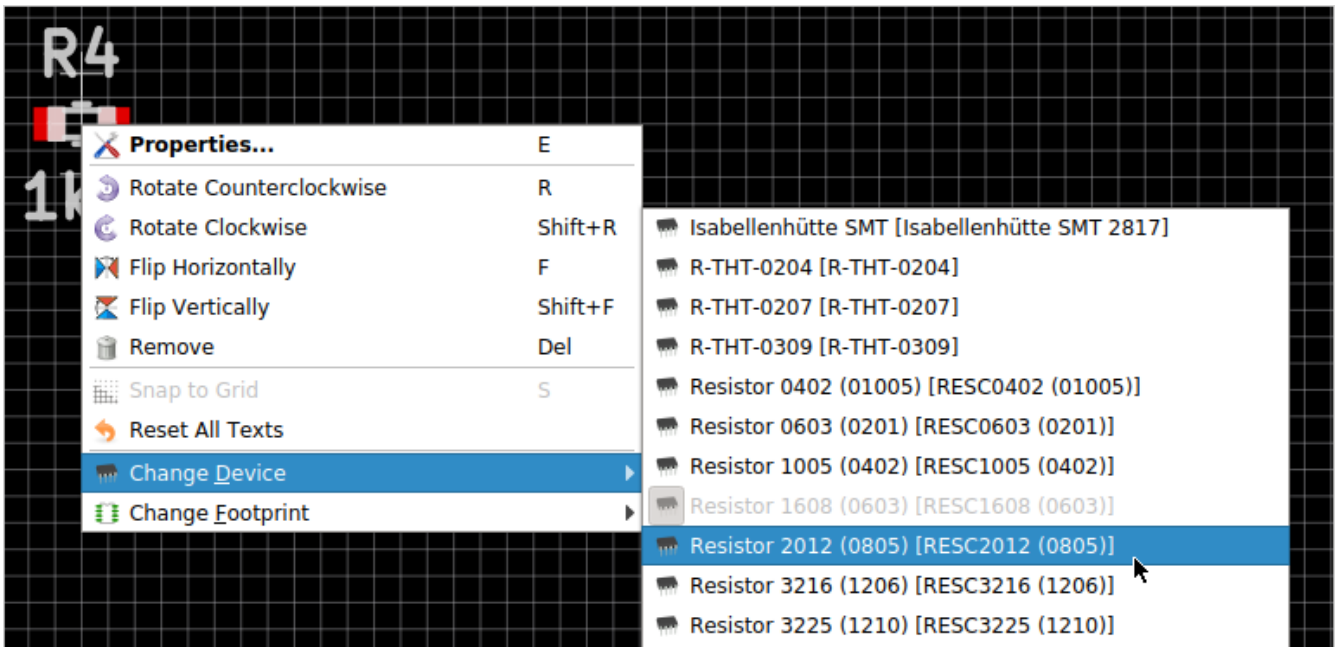 R4
1k
Properties... E
Rotate Counterclockwise R
Rotate Clockwise Shift+R
Flip Horizontally F
Flip Vertically Shift+F
Remove Del
Snap to Grid S
Reset All Texts
Change Device
Change Footprint
Isabellenhütte SMT [Isabellenhütte SMT 2817]
R-THT-0204 [R-THT-0204]
R-THT-0207 [R-THT-0207]
R-THT-0309 [R-THT-0309]
Resistor 0402 (01005) [RESC0402 (01005)]
Resistor 0603 (0201) [RESC0603 (0201)]
Resistor 1005 (0402) [RESC1005 (0402)]
Resistor 1608 (0603) [RESC1608 (0603)]
Resistor 2012 (0805) [RESC2012 (0805)]
Resistor 3216 (1206) [RESC3216 (1206)]
Resistor 3225 (1210) [RESC3225 (1210)]